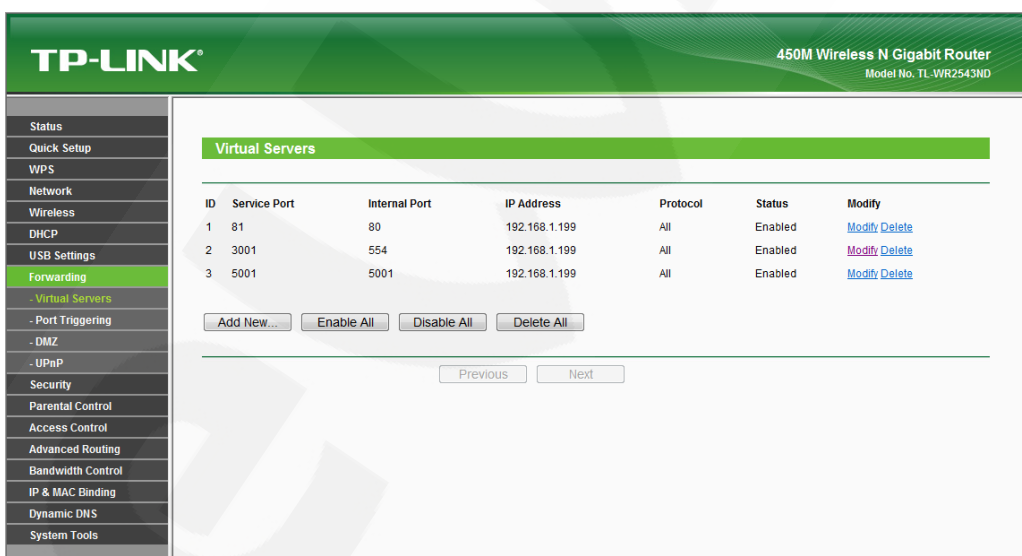 TP-LINK®
450M Wireless N Gigabit Router
Model No. TL-WR2543ND
Status
Quick Setup
WPS
Network
Wireless
DHCP
USB Settings
Forwarding
- Virtual Servers
- Port Triggering
- DMZ
- UPnP
Security
Parental Control
Access Control
Advanced Routing
Bandwidth Control
IP & MAC Binding
Dynamic DNS
System Tools
Virtual Servers
ID Service Port Internal Port IP Address Protocol Status Modify
1 81 80 192.168.1.199 All Enabled Modify Delete
2 3001 554 192.168.1.199 All Enabled Modify Delete
3 5001 5001 192.168.1.199 All Enabled Modify Delete
Add New... Enable All Disable All Delete All
Previous Next